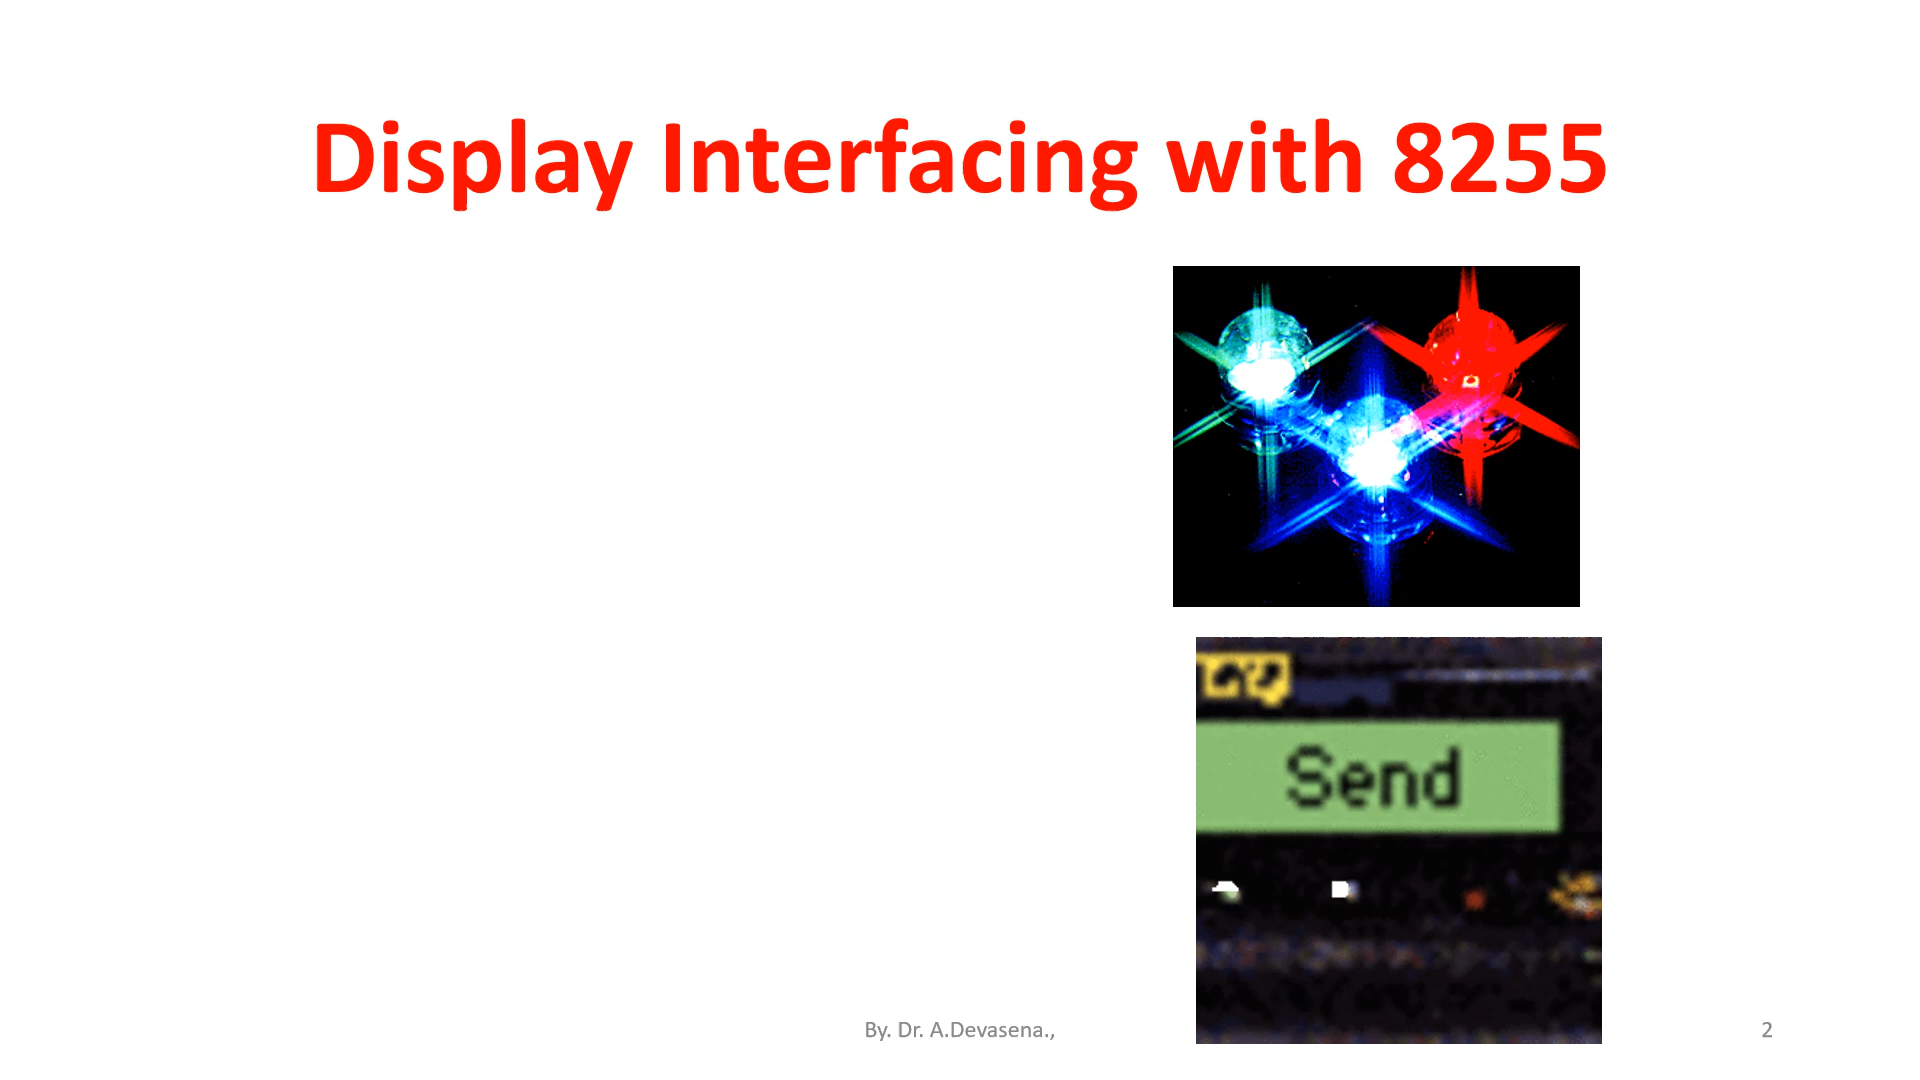 Display Interfacing with 8255
Send
By. Dr. A.Devasena.,
2